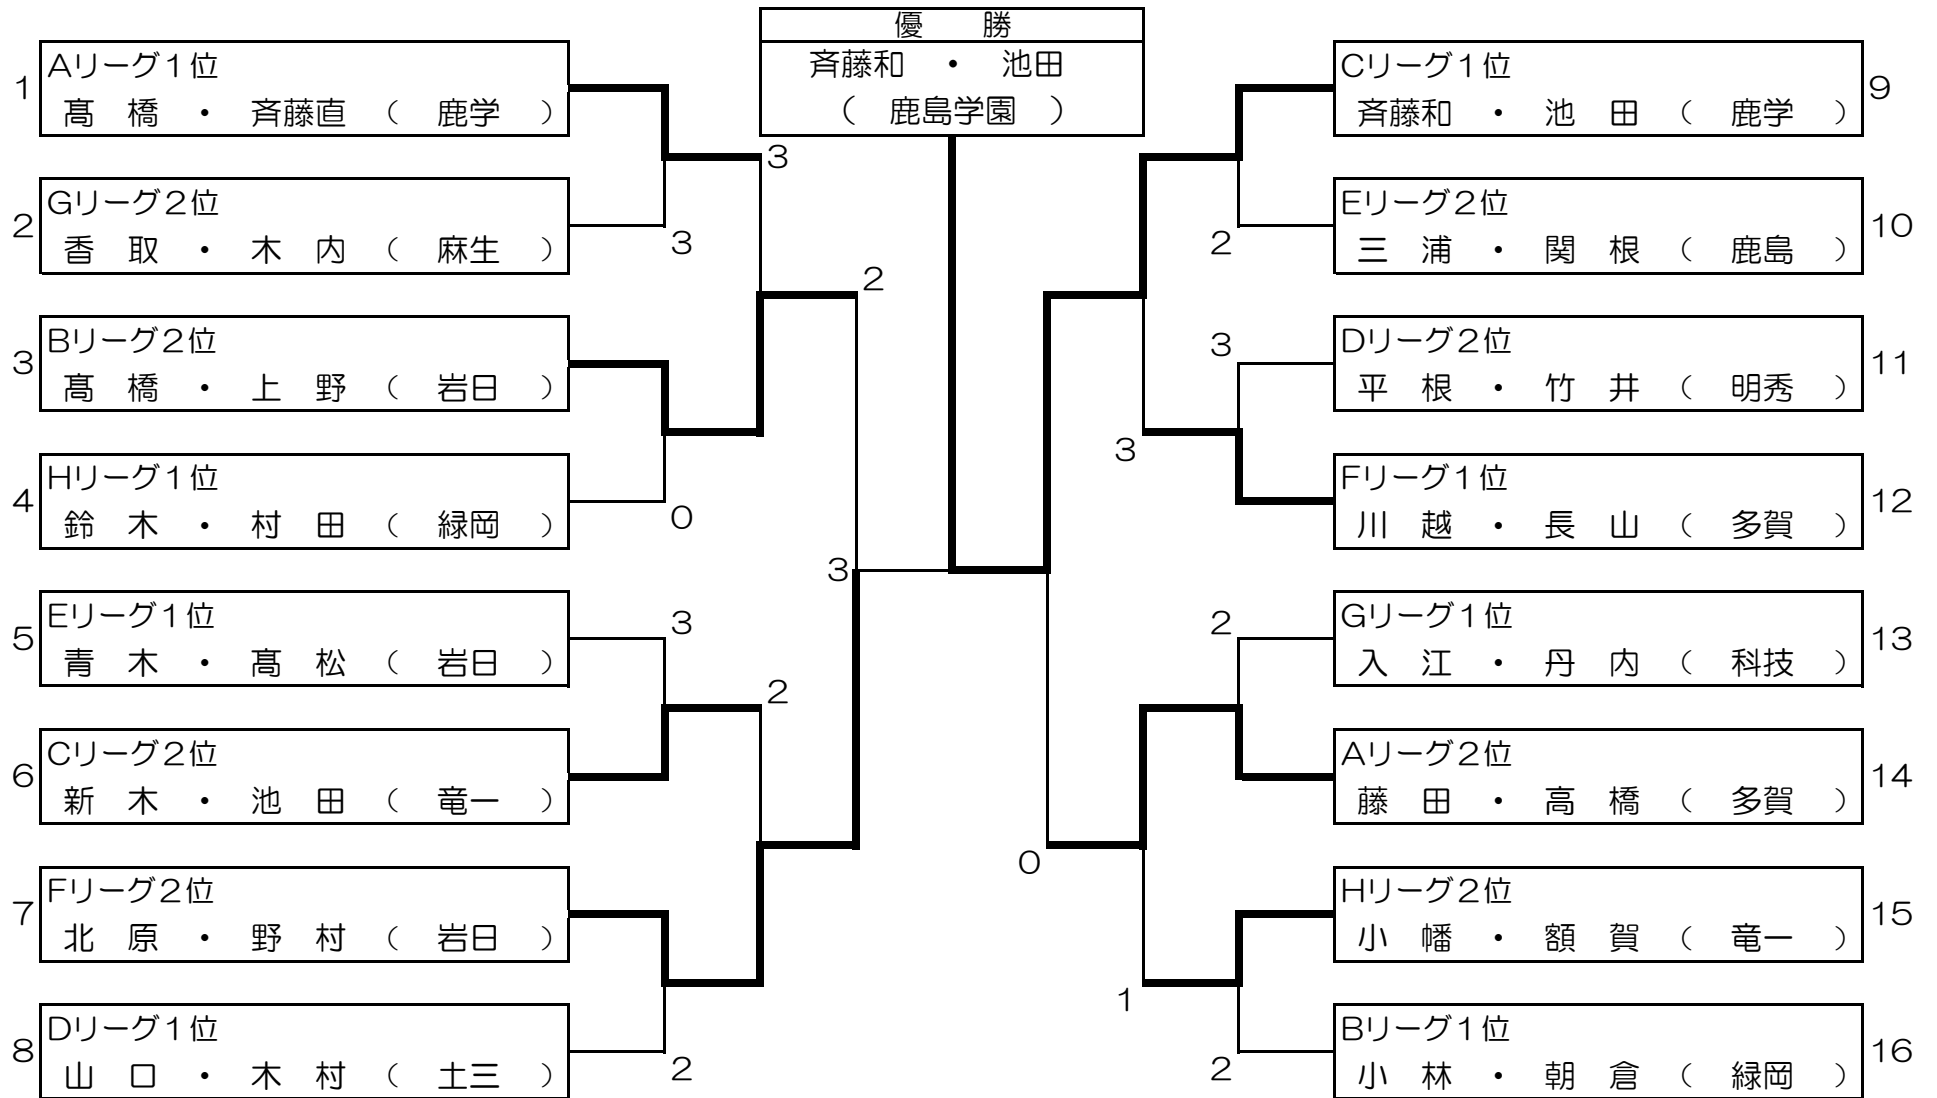 優　勝
斉藤和 ・ 池田
（ 鹿島学園 ）
1
Aリーグ1位
髙 橋 ・ 斉藤直 （ 鹿学 ）
3
2
Gリーグ2位
香 取 ・ 木 内 （ 麻生 ）
3
2
3
Bリーグ2位
髙 橋 ・ 上 野 （ 岩日 ）
4
Hリーグ1位
鈴 木 ・ 村 田 （ 緑岡 ）
0
3
5
Eリーグ1位
青 木 ・ 髙 松 （ 岩日 ）
3
2
6
Cリーグ2位
新 木 ・ 池 田 （ 竜一 ）
7
Fリーグ2位
北 原 ・ 野 村 （ 岩日 ）
8
Dリーグ1位
山 口 ・ 木 村 （ 土三 ）
2
Cリーグ1位
斉藤和 ・ 池 田 （ 鹿学 ）
9
2
Eリーグ2位
三 浦 ・ 関 根 （ 鹿島 ）
10
3
Dリーグ2位
平 根 ・ 竹 井 （ 明秀 ）
11
3
Fリーグ1位
川 越 ・ 長 山 （ 多賀 ）
12
2
Gリーグ1位
入 江 ・ 丹 内 （ 科技 ）
13
Aリーグ2位
藤 田 ・ 高 橋 （ 多賀 ）
14
0
Hリーグ2位
小 幡 ・ 額 賀 （ 竜一 ）
15
1
2
Bリーグ1位
小 林 ・ 朝 倉 （ 緑岡 ）
16